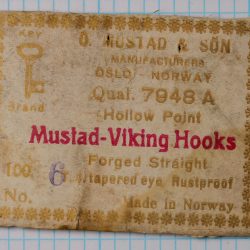 KEY
Brand
O. MUSTAD & SÖN
MANUFACTURERS
OSLO - NORWAY
Qual. 7948 A
Hollow Point
Mustad-Viking Hooks
100 6 Forged Straight
tapered eye, Rustproof
No. Made in Norway